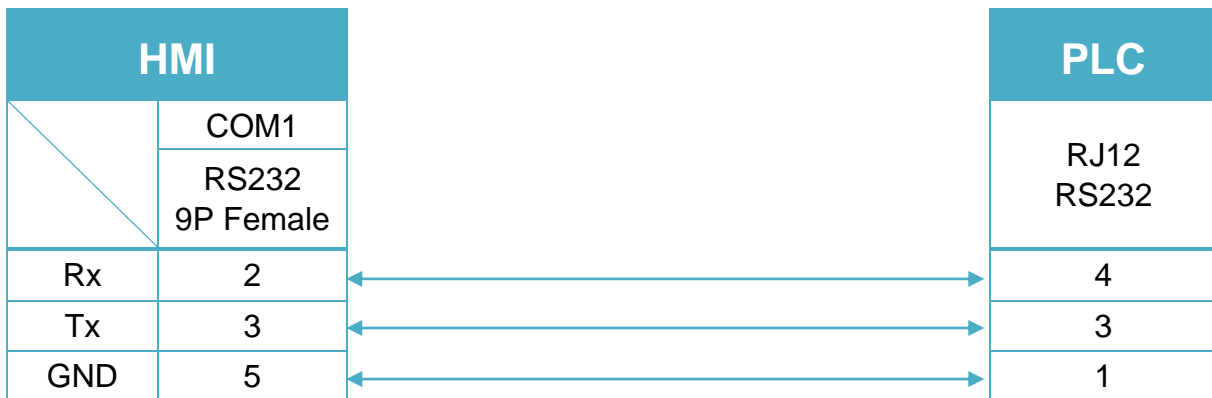 HMI PLC
COM1
RS232
9P Female
RJ12
RS232
Rx 2 4
Tx 3 3
GND 5 1